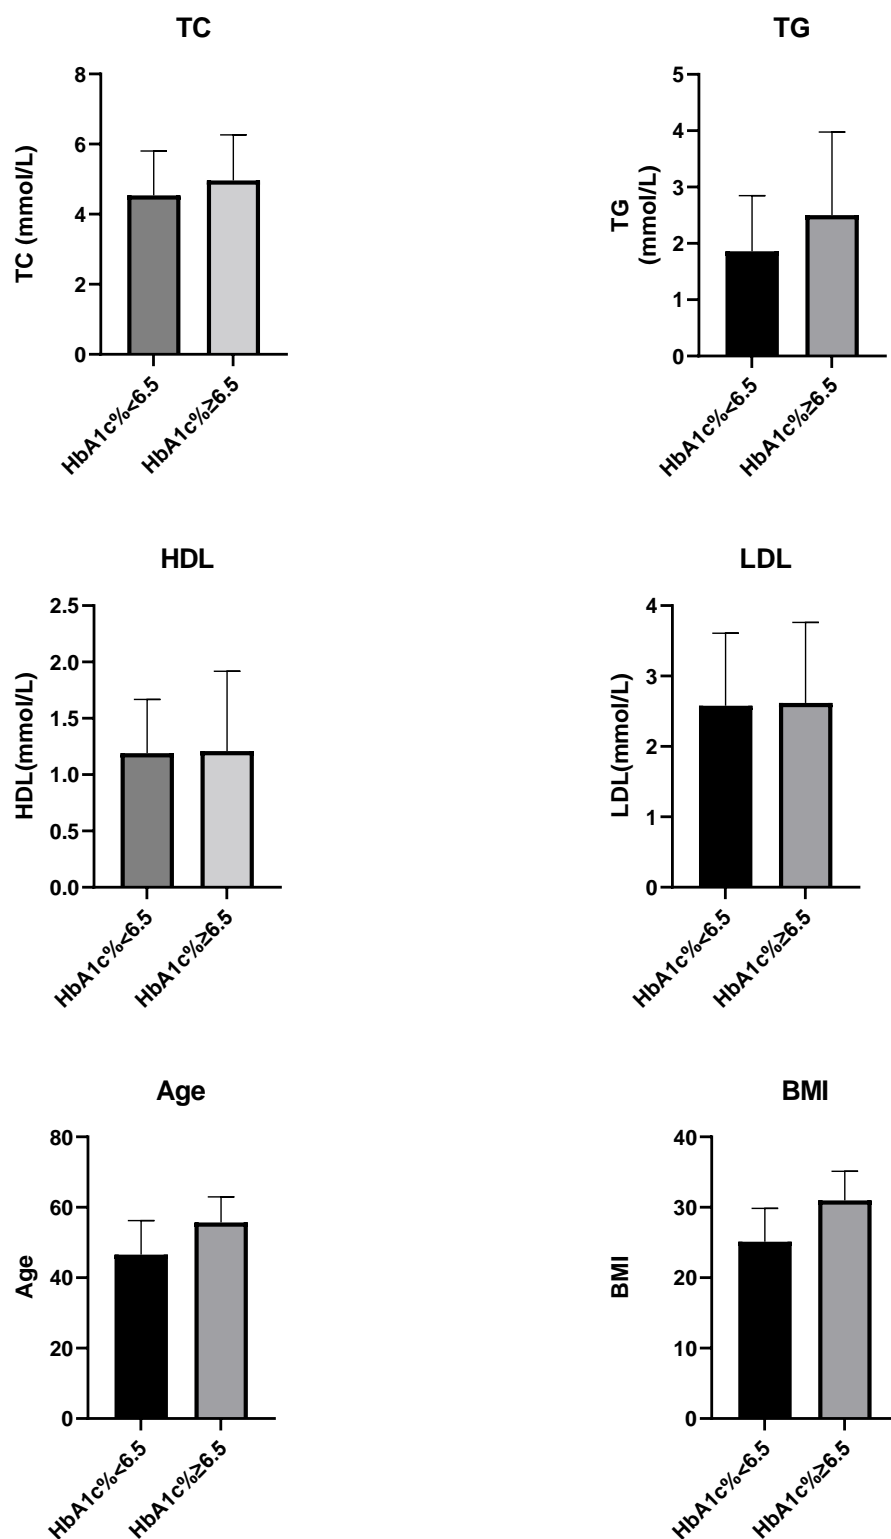 TC
TC (mmol/L)
8
6
4
2
0
HbA1c%<6.5
HbA1c%≥6.5
TG
TG
(mmol/L)
5
4
3
2
1
0
HbA1c%<6.5
HbA1c%≥6.5
HDL
HDL(mmol/L)
2.5
2.0
1.5
1.0
0.5
0.0
HbA1c%<6.5
HbA1c%≥6.5
LDL
LDL(mmol/L)
4
3
2
1
0
HbA1c%<6.5
HbA1c%≥6.5
Age
Age
80
60
40
20
0
HbA1c%<6.5
HbA1c%≥6.5
BMI
BMI
40
30
20
10
0
HbA1c%<6.5
HbA1c%≥6.5